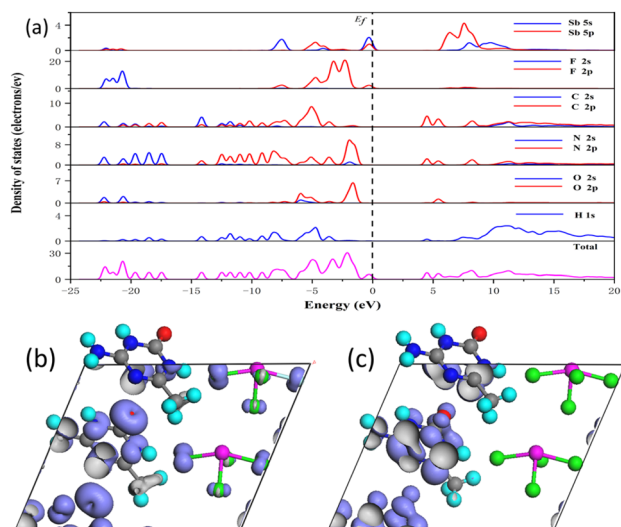 (a)
Ef
Density of states (electrons/ev)
4
0
Sb 5s
Sb 5p
20
0
F 2s
F 2p
10
0
C 2s
C 2p
8
0
N 2s
N 2p
7
0
O 2s
O 2p
4
0
H 1s
30
0
Total
−25 −20 −15 −10 −5 0 5 10 15 20
Energy (eV)
(b) (c)